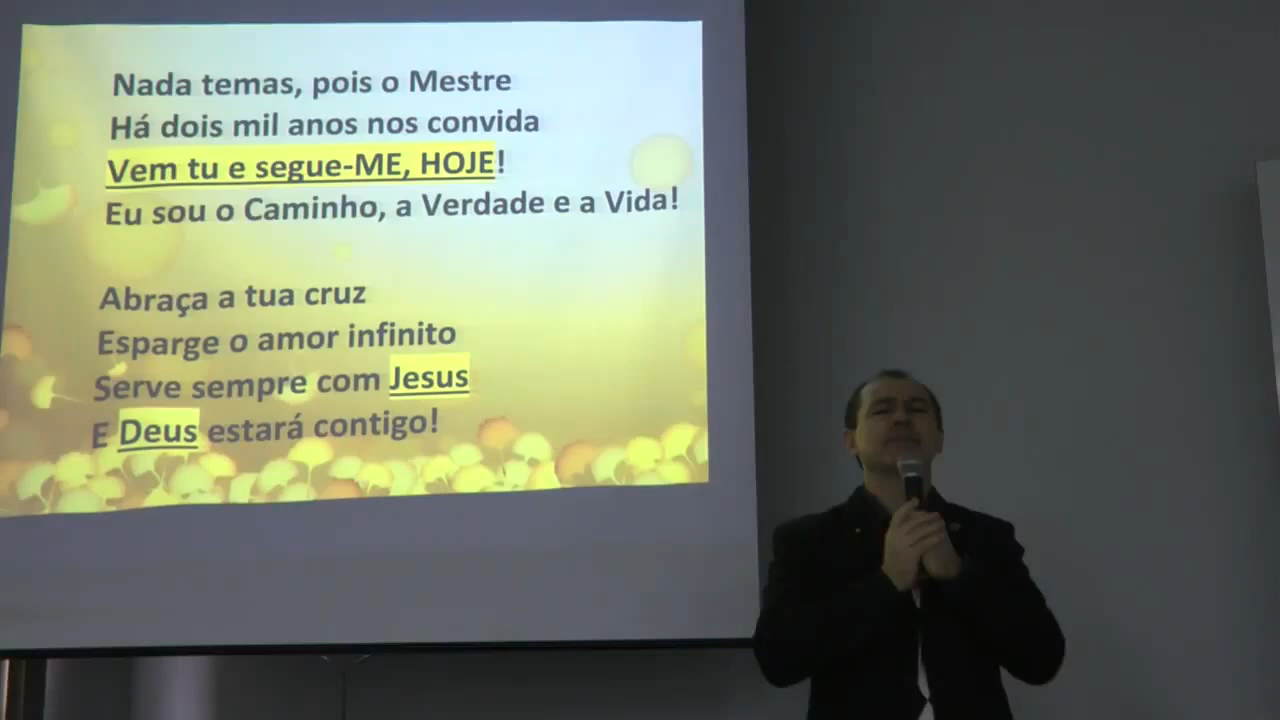 Nada temas, pois o Mestre
Há dois mil anos nos convida
Vem tu e segue-ME, HOJE!
Eu sou o Caminho, a Verdade e a Vida!
Abraça a tua cruz
Esparge o amor infinito
Serve sempre com Jesus
E Deus estará contigo!